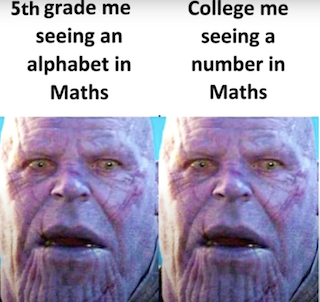 5th grade me
seeing an
alphabet in
Maths
College me
seeing a
number in
Maths